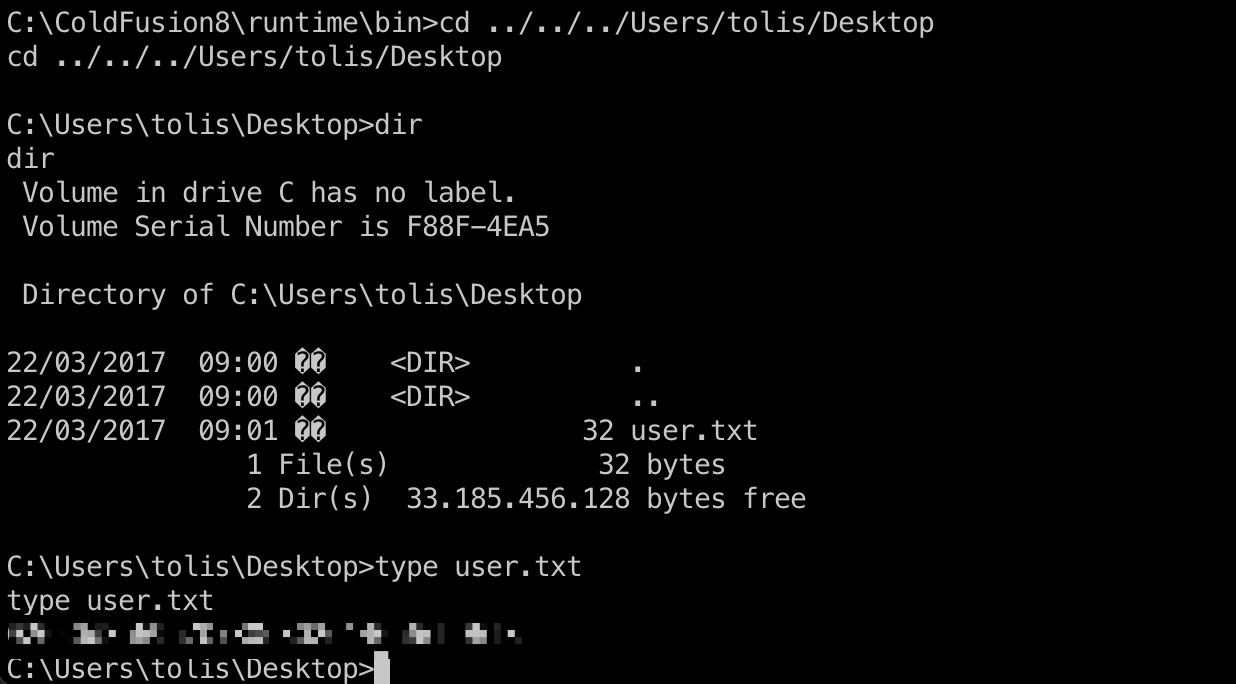 C:\ColdFusion8\runtime\bin>cd ../../../Users/tolis/Desktop
cd ../../../Users/tolis/Desktop
C:\Users\tolis\Desktop>dir
dir
Volume in drive C has no label.
Volume Serial Number is F88F-4EA5
Directory of C:\Users\tolis\Desktop
22/03/2017  09:00 ��    <DIR>          .
22/03/2017  09:00 ��    <DIR>          ..
22/03/2017  09:01 ��                32 user.txt
1 File(s)             32 bytes
2 Dir(s)  33.185.456.128 bytes free
C:\Users\tolis\Desktop>type user.txt
type user.txt
C:\Users\tolis\Desktop>